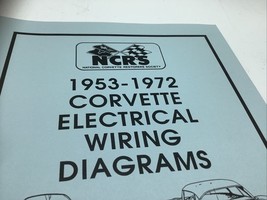 NCRS
NATIONAL CORVETTE RESTORERS SOCIETY
1953-1972
CORVETTE
ELECTRICAL
WIRING
DIAGRAMS